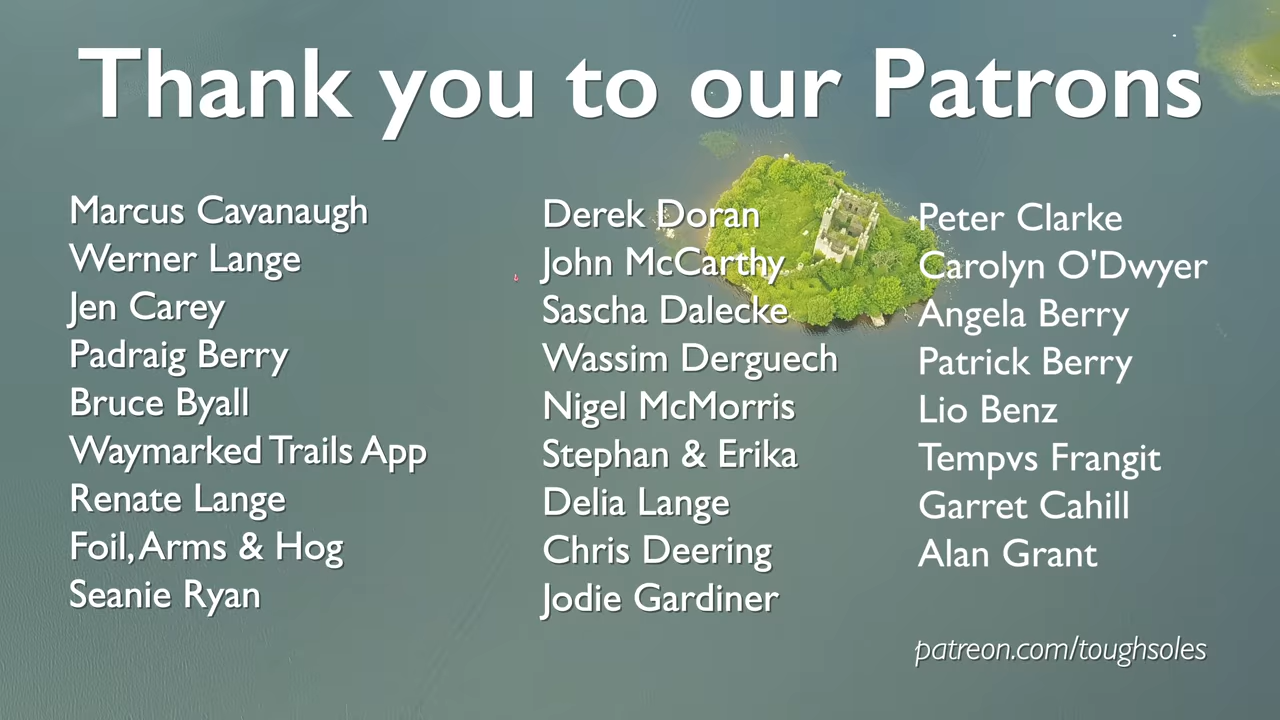 Thank you to our Patrons
Marcus Cavanaugh
Werner Lange
Jen Carey
Padraig Berry
Bruce Byall
Waymarked Trails App
Renate Lange
Foil, Arms & Hog
Seanie Ryan
Derek Doran
John McCarthy
Sascha Dalecke
Wassim Derguech
Nigel McMorris
Stephan & Erika
Delia Lange
Chris Deering
Jodie Gardiner
Peter Clarke
Carolyn O'Dwyer
Angela Berry
Patrick Berry
Lio Benz
Tempvs Frangit
Garret Cahill
Alan Grant
patreon.com/toughsoles